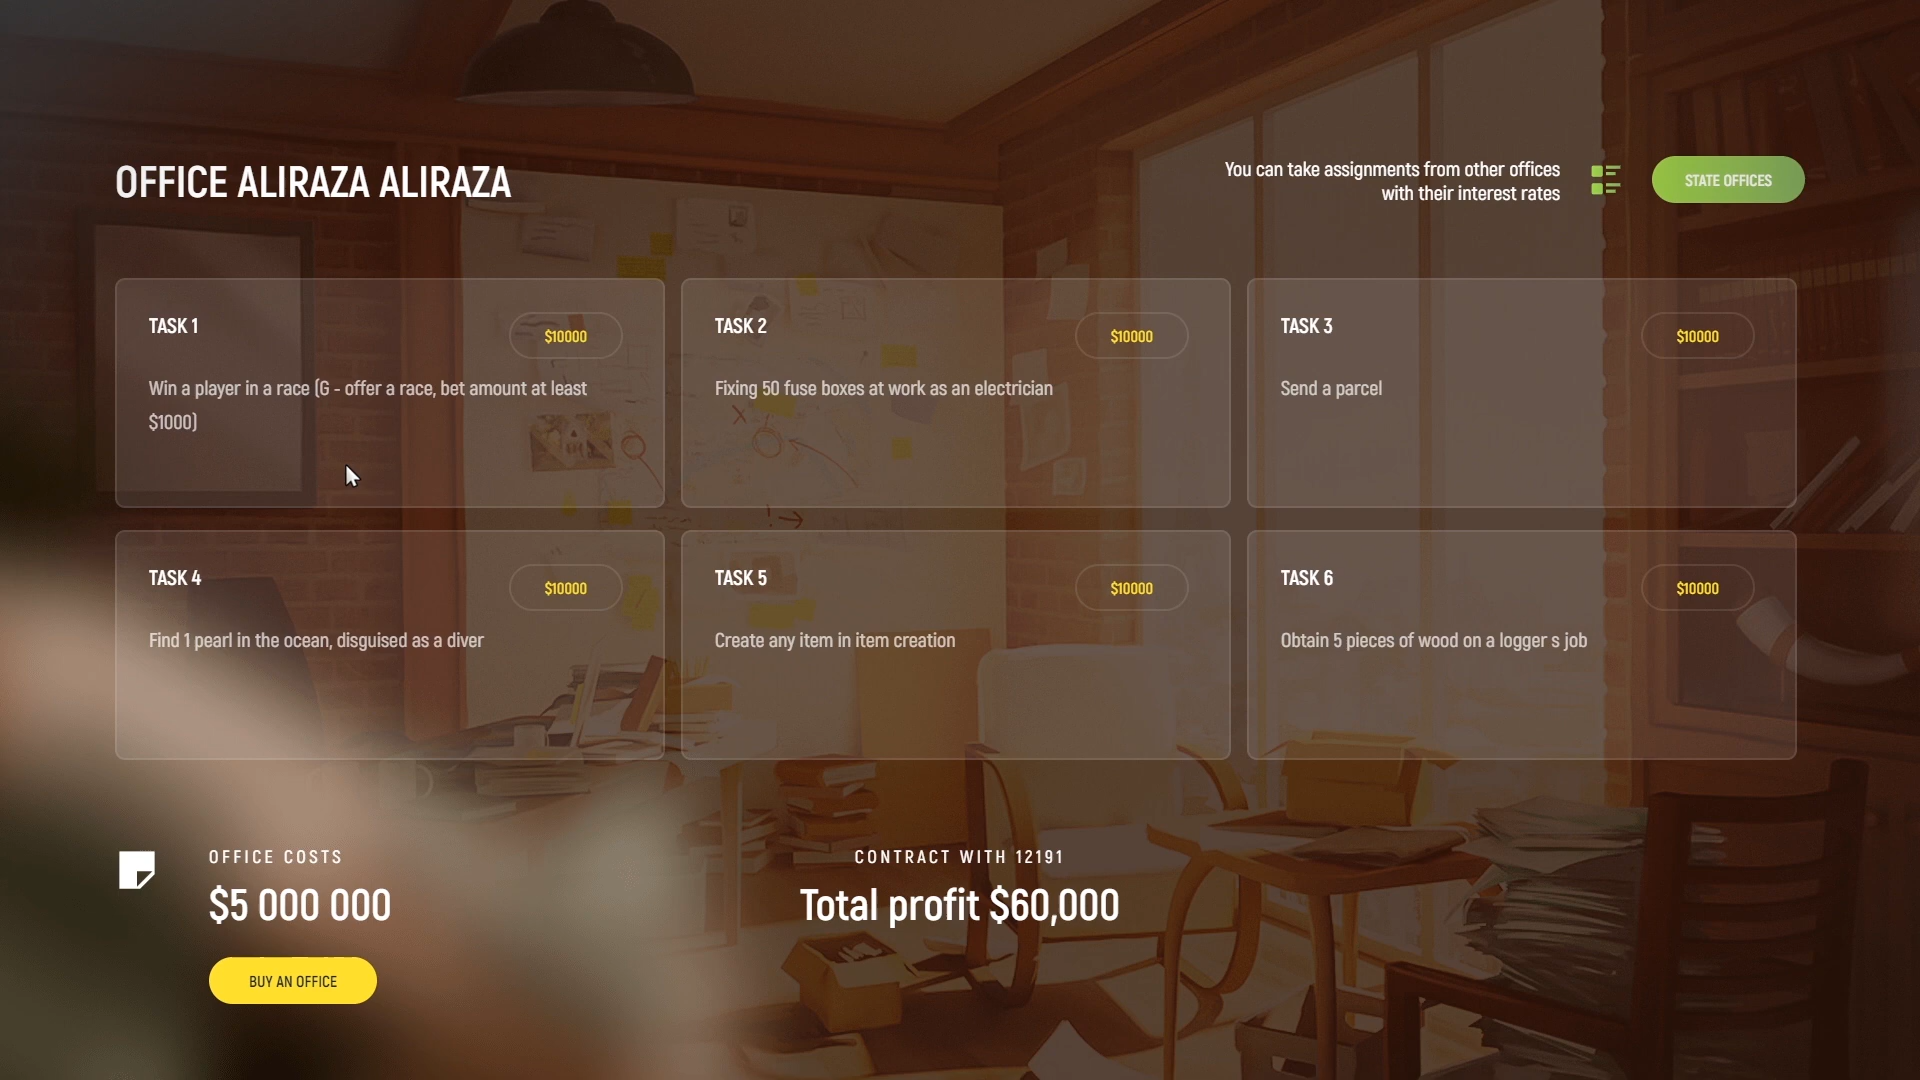 OFFICE ALIRAZA ALIRAZA
You can take assignments from other offices
with their interest rates
STATE OFFICES
TASK 1
$10000
Win a player in a race (G - offer a race, bet amount at least
$1000)
TASK 2
$10000
Fixing 50 fuse boxes at work as an electrician
TASK 3
$10000
Send a parcel
TASK 4
$10000
Find 1 pearl in the ocean, disguised as a diver
TASK 5
$10000
Create any item in item creation
TASK 6
$10000
Obtain 5 pieces of wood on a logger s job
OFFICE COSTS
$5 000 000
BUY AN OFFICE
CONTRACT WITH 12191
Total profit $60,000